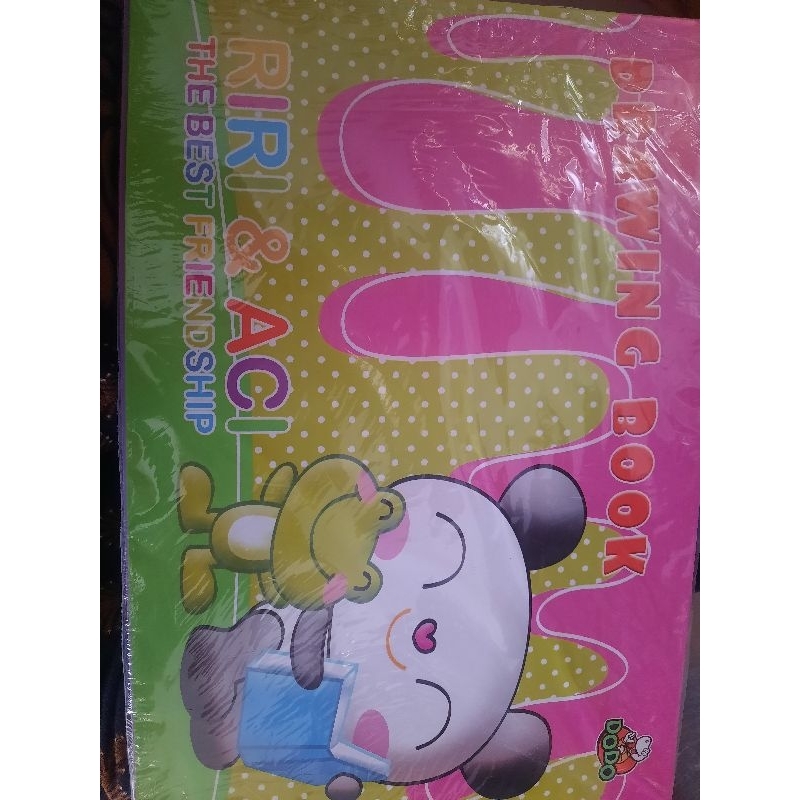 DRAWING BOOK
DODO
RIRI & ACI
THE BEST FRIENDSHIP